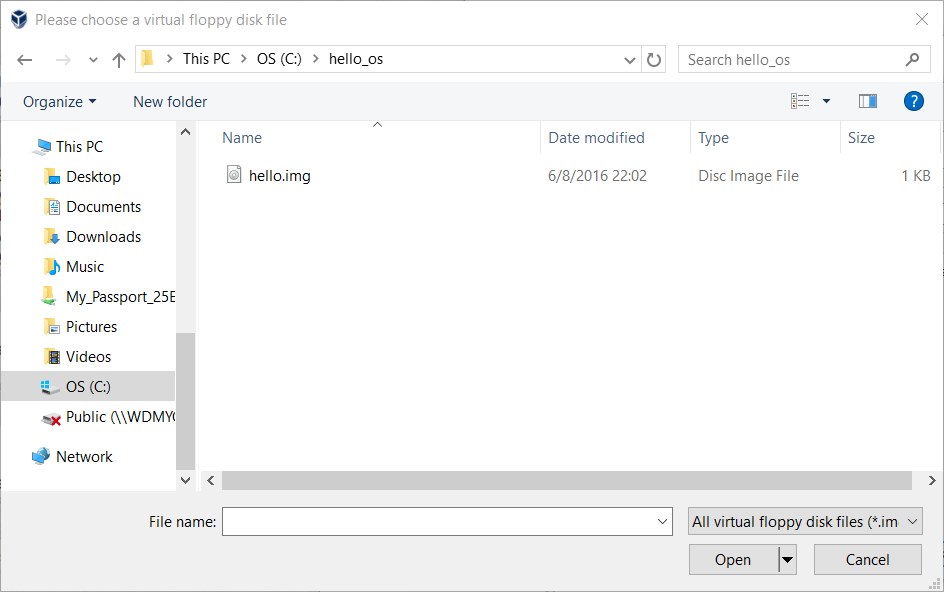 Please choose a virtual floppy disk file
This PC > OS (C:) > hello_os
Search hello_os
Organize
New folder
?
Name
Date modified
Type
Size
hello.img
6/8/2016 22:02
Disc Image File
1 KB
This PC
Desktop
Documents
Downloads
Music
My_Passport_25E
Pictures
Videos
OS (C:)
Public (\\WDMYC
Network
File name:
All virtual floppy disk files (*.im
Open
Cancel